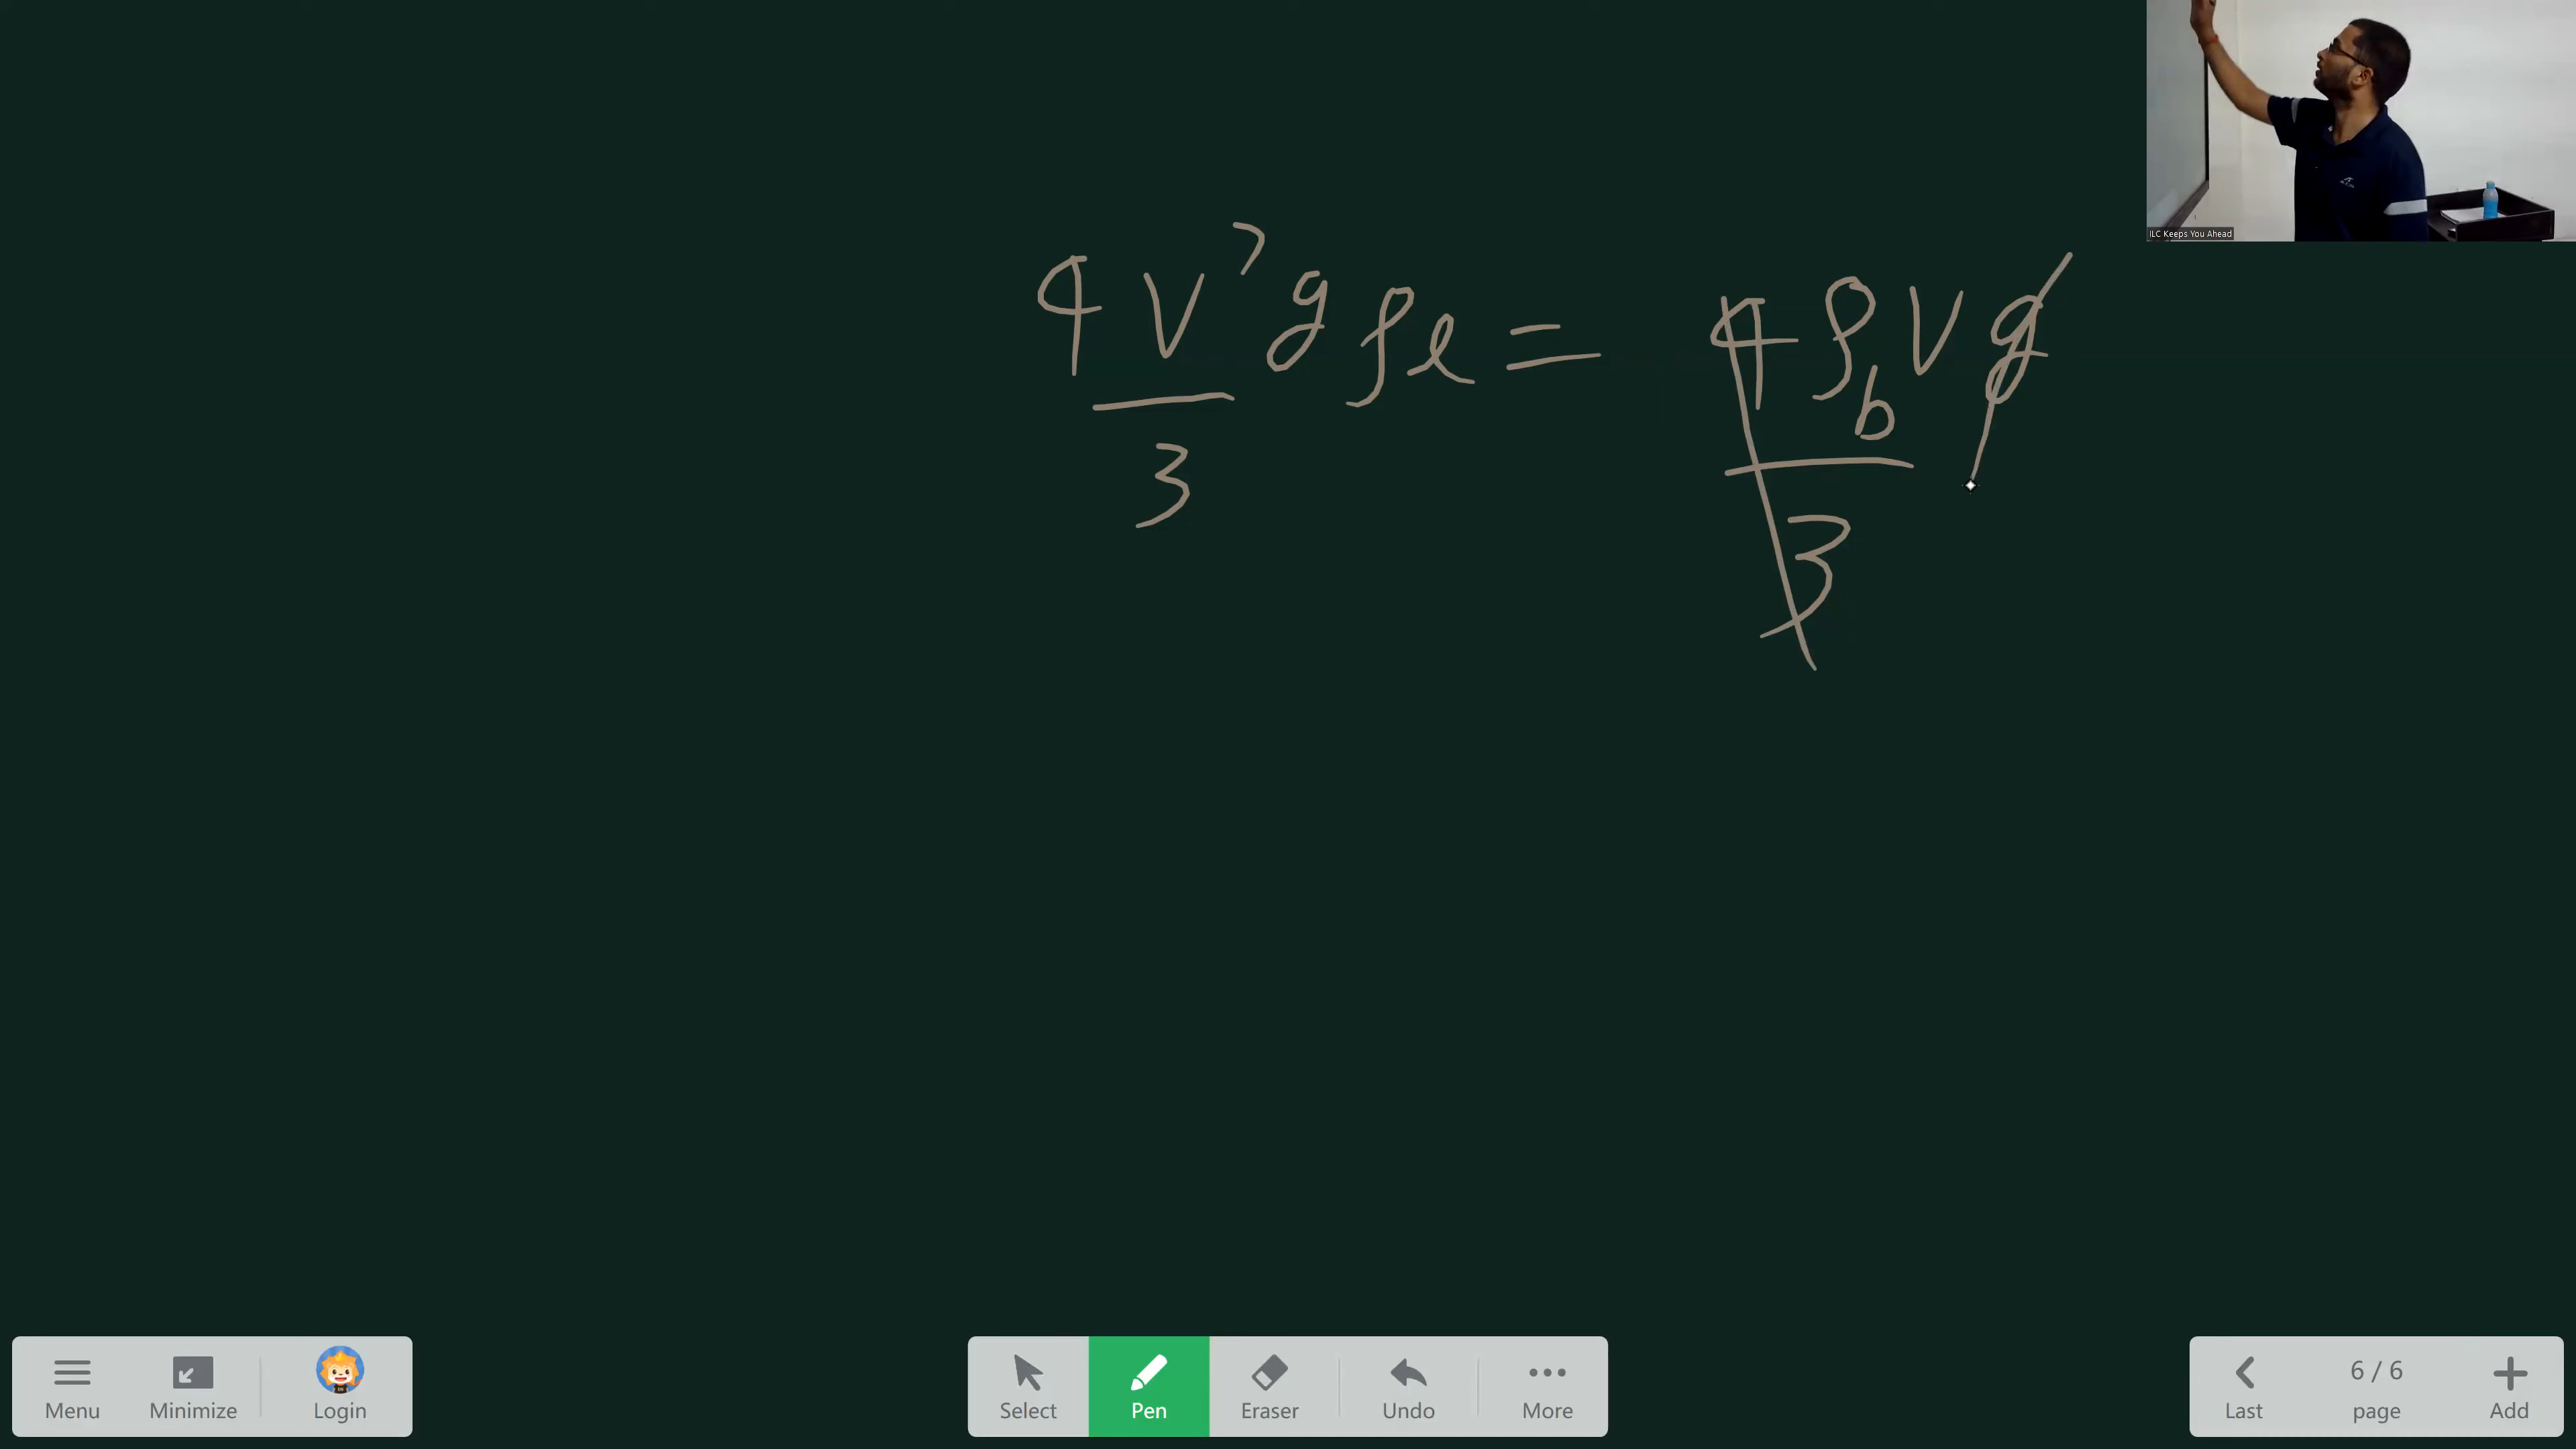 ILC Keeps You Ahead
4 V' g ρl = 4 ρb V g
3 3
Menu Minimize Login Select Pen Eraser Undo More Last 6 / 6 page Add